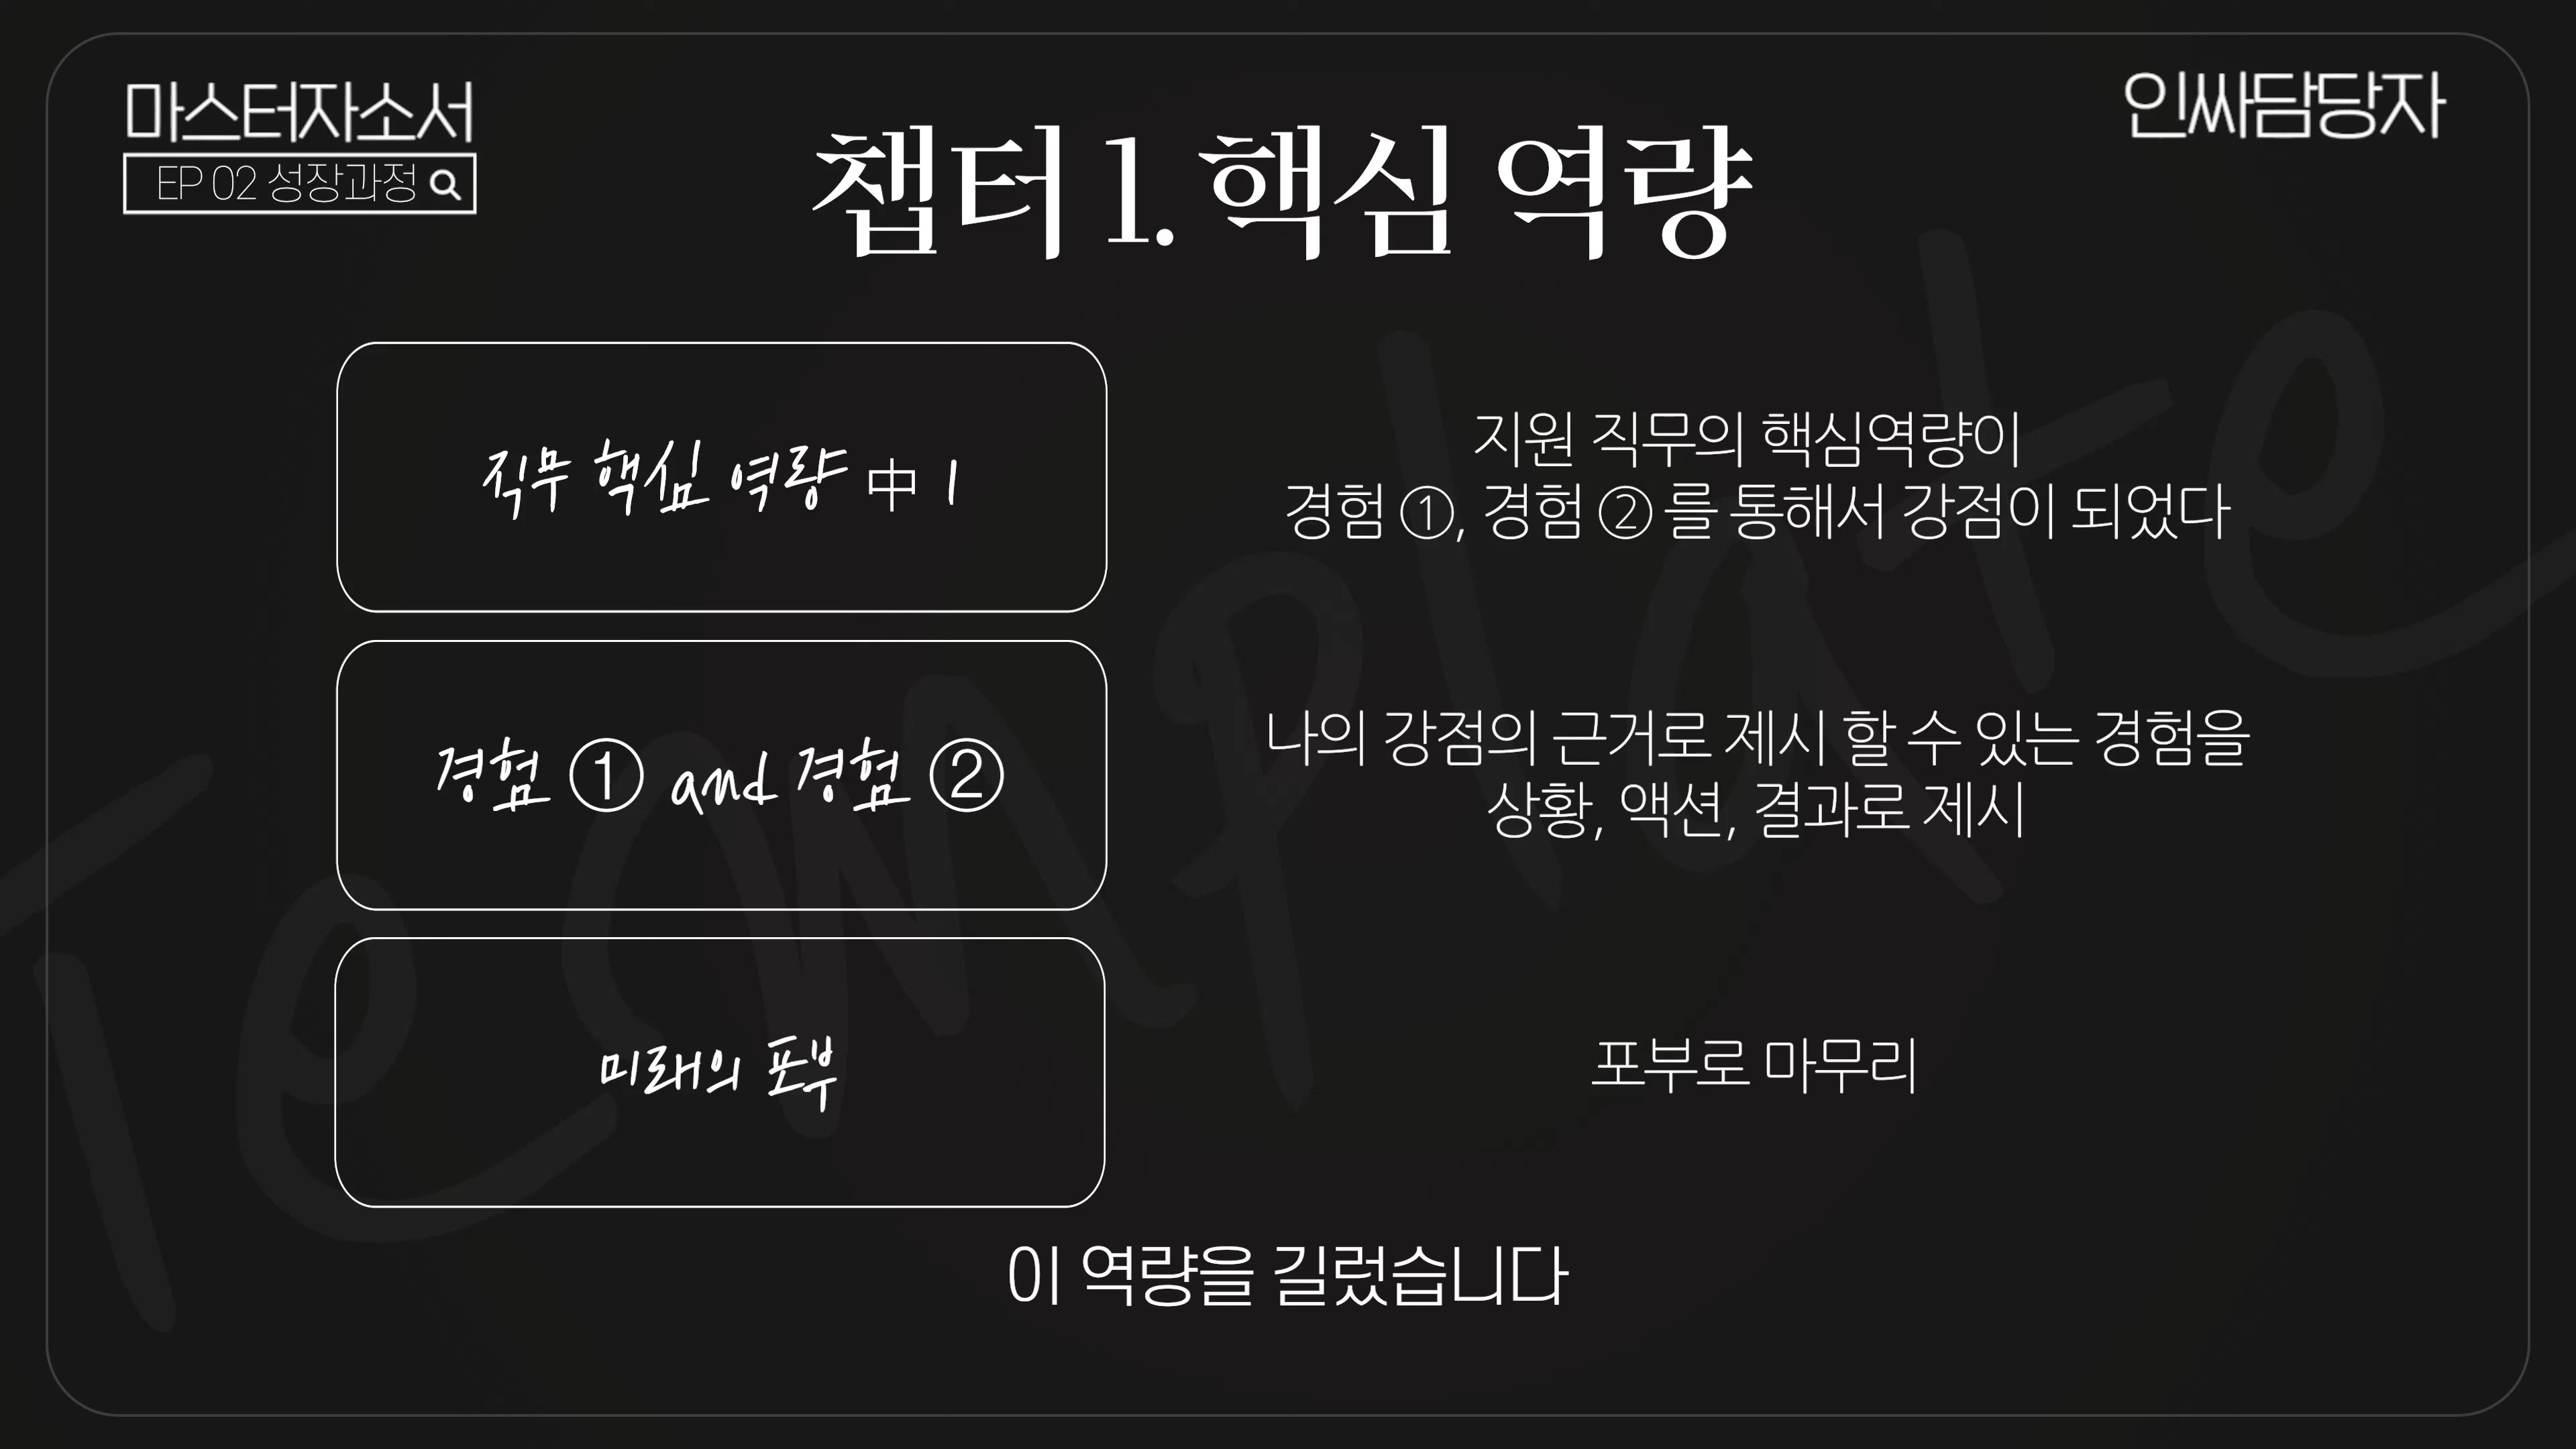 마스터자소서
EP 02 성장과정
인싸담당자
챕터 1. 핵심 역량
직무 핵심 역량 中 1
지원 직무의 핵심역량이
경험 ①, 경험 ② 를 통해서 강점이 되었다
경험 ① and 경험 ②
나의 강점의 근거로 제시 할 수 있는 경험을
상황, 액션, 결과로 제시
미래의 포부
포부로 마무리
이 역량을 길렀습니다
Template